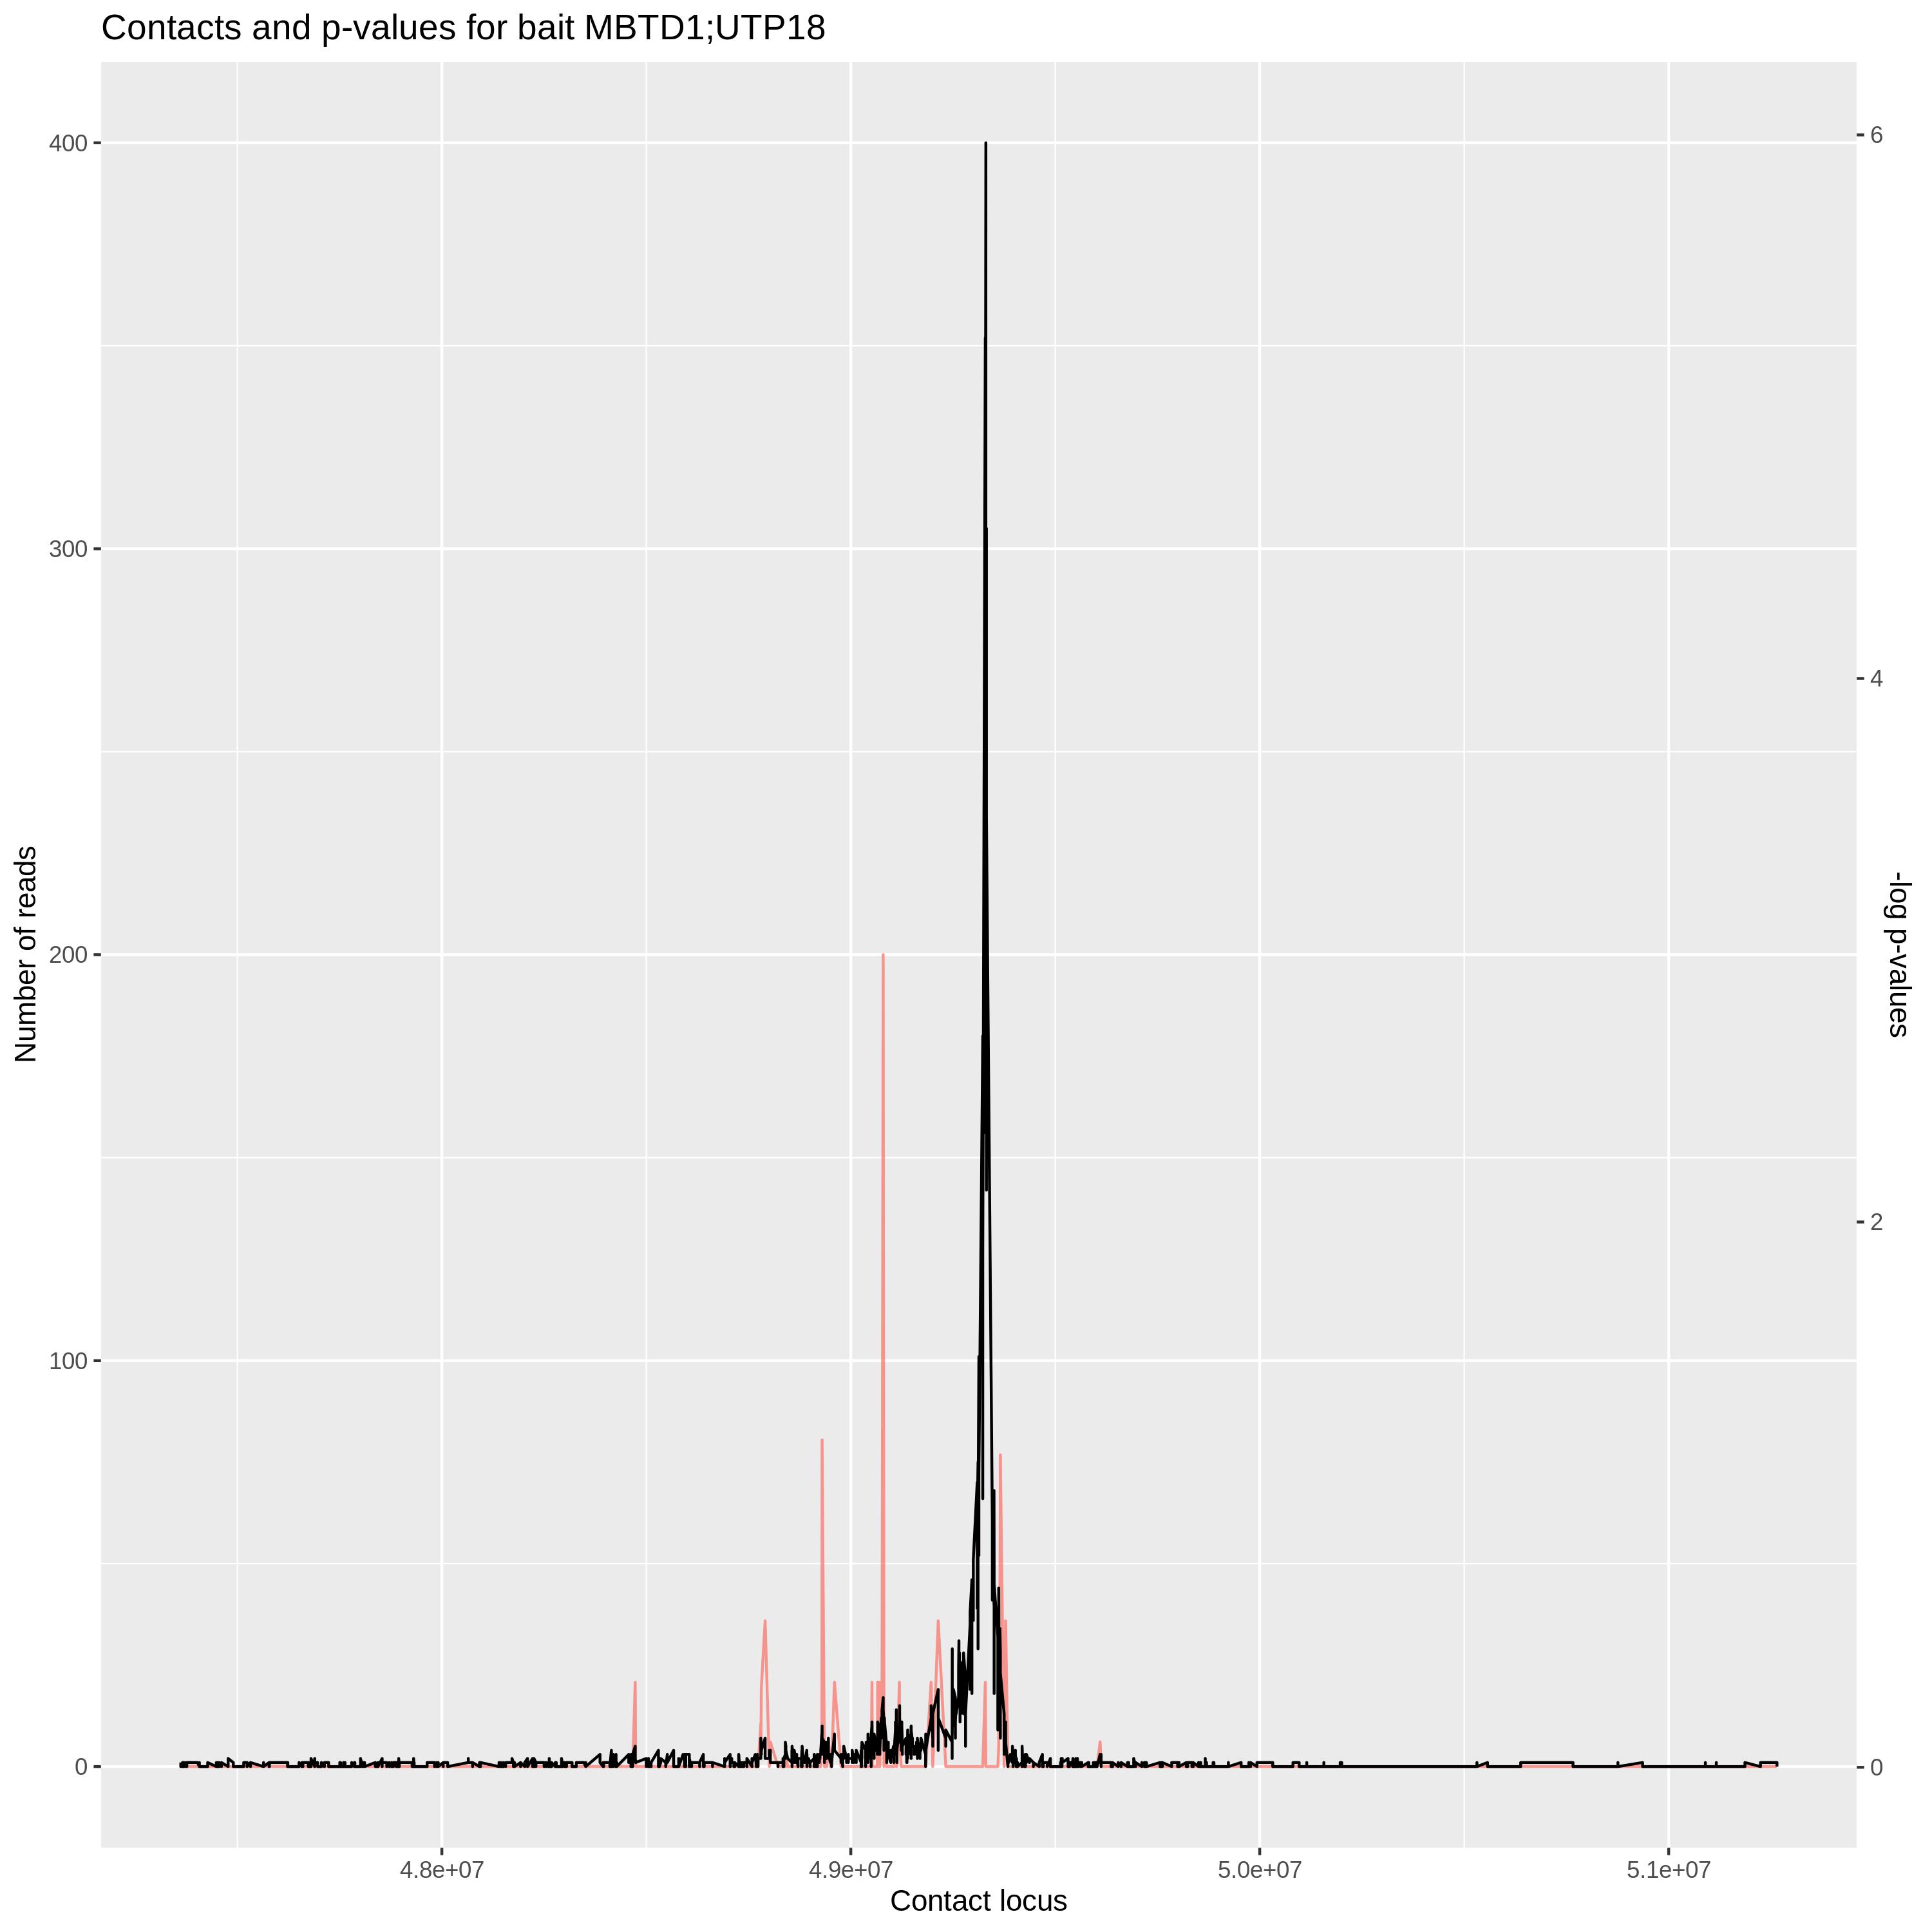 Contacts and p-values for bait MBTD1;UTP18
400
300
200
100
0
Number of reads
6
4
2
0
-log p-values
4.8e+07
4.9e+07
5.0e+07
5.1e+07
Contact locus